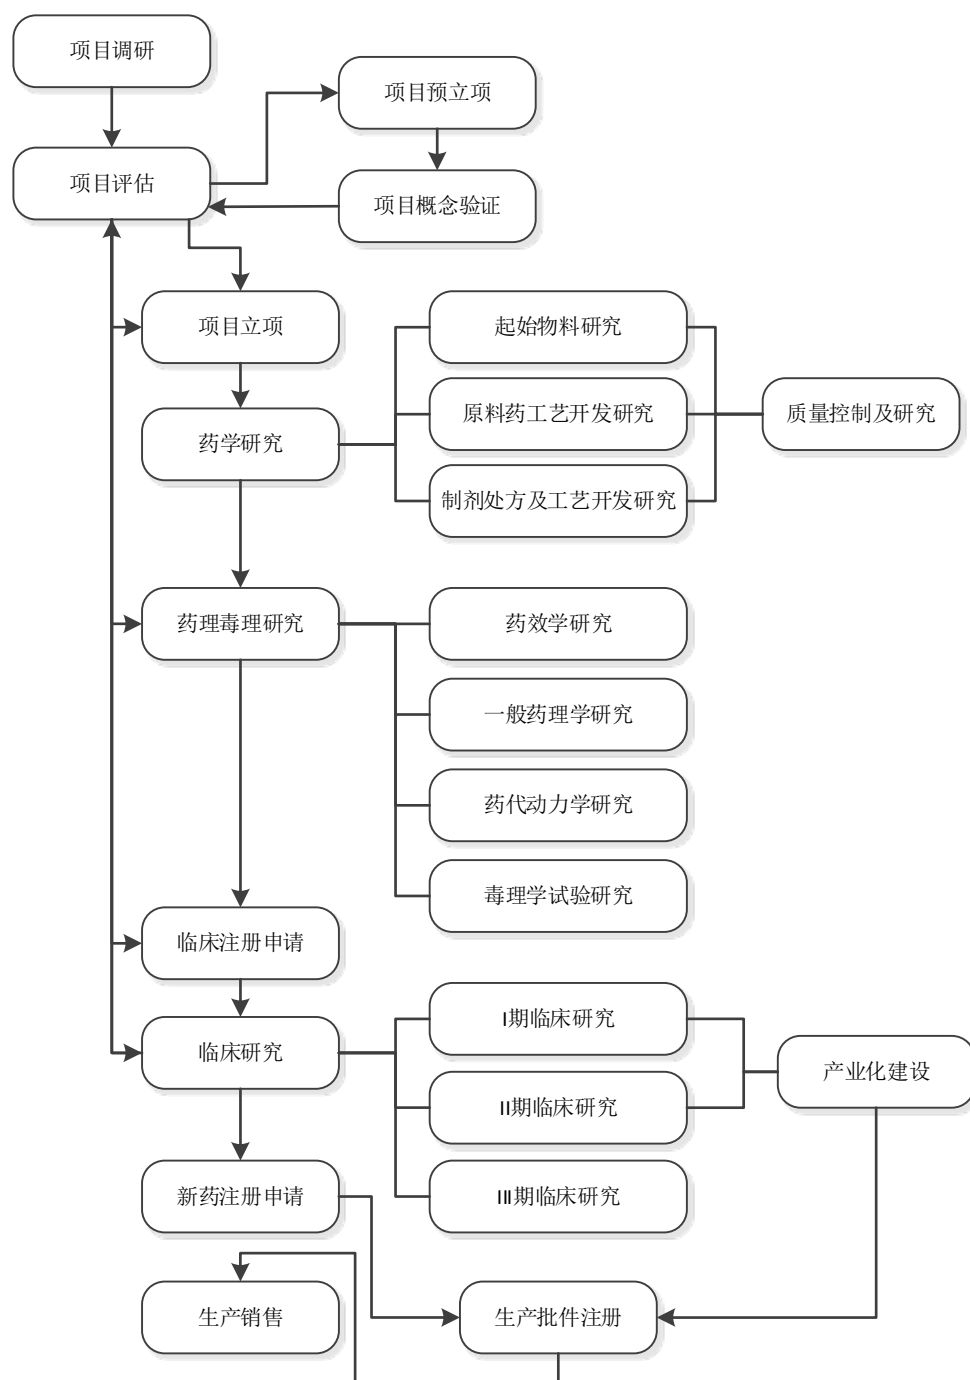 项目调研
项目预立项
项目评估
项目概念验证
项目立项
起始物料研究
原料药工艺开发研究
质量控制及研究
药学研究
制剂处方及工艺开发研究
药理毒理研究
药效学研究
一般药理学研究
药代动力学研究
毒理学试验研究
临床注册申请
I期临床研究
临床研究
产业化建设
II期临床研究
新药注册申请
III期临床研究
生产销售
生产批件注册